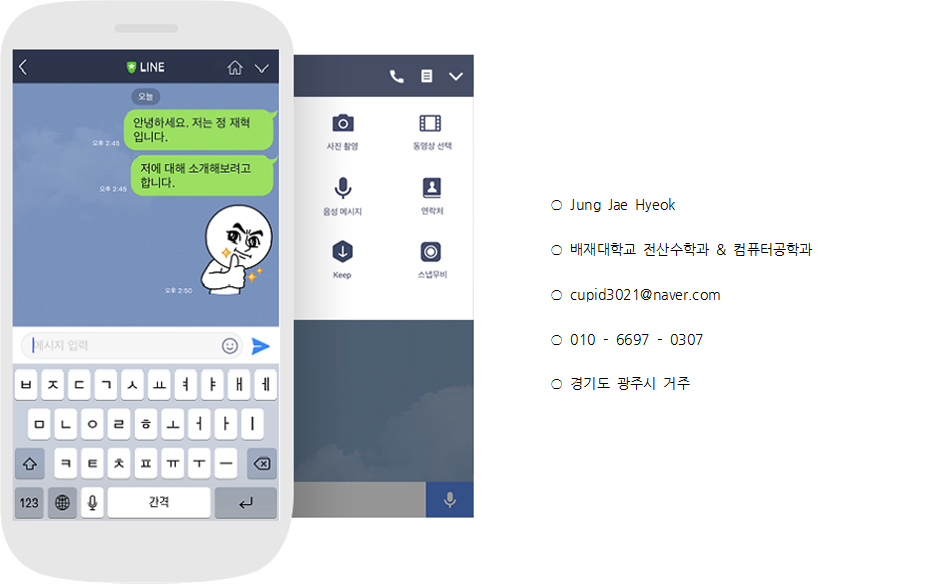 LINE
오늘
안녕하세요, 저는 정 재혁
입니다.
오후 2:45
저에 대해 소개해보려고
합니다.
오후 2:45
오후 2:50
메시지 입력
ㅂ ㅈ ㄷ ㄱ ㅅ ㅛ ㅕ ㅑ ㅐ ㅔ
ㅁ ㄴ ㅇ ㄹ ㅎ ㅗ ㅓ ㅏ ㅣ
ㅋ ㅌ ㅊ ㅍ ㅠ ㅜ ㅡ
123 간격
사진 촬영 동영상 선택
음성 메시지 연락처
Keep 스냅무비
○ Jung Jae Hyeok
○ 배재대학교 전산수학과 & 컴퓨터공학과
○ cupid3021@naver.com
○ 010 - 6697 - 0307
○ 경기도 광주시 거주